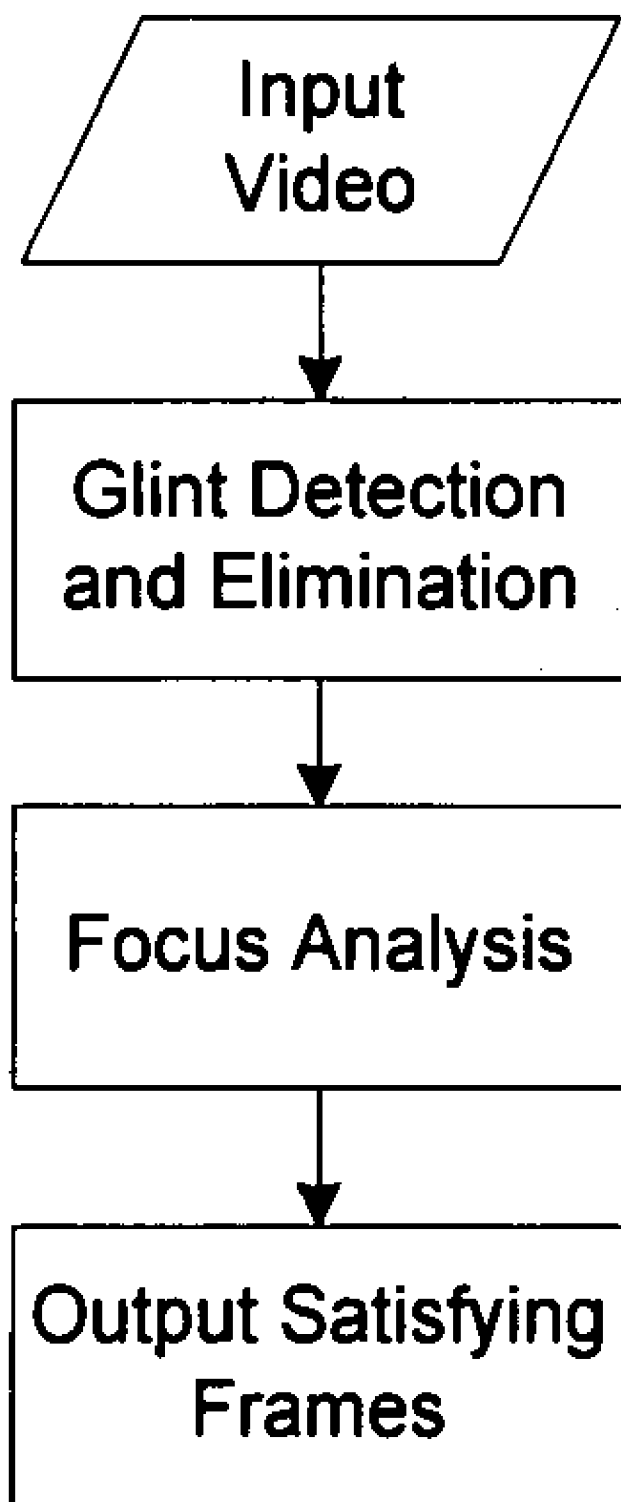 Input
Video
Glint Detection
and Elimination
Focus Analysis
Output Satisfying
Frames